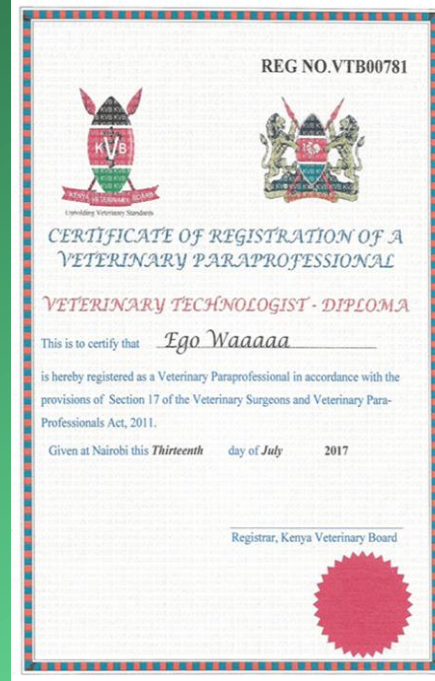 REG NO.VTB00781
KVB
KENYA VETERINARY BOARD
Upholding Veterinary Standards
CERTIFICATE OF REGISTRATION OF A
VETERINARY PARAPROFESSIONAL
VETERINARY TECHNOLOGIST - DIPLOMA
This is to certify that Ego Waaaaa
is hereby registered as a Veterinary Paraprofessional in accordance with the
provisions of Section 17 of the Veterinary Surgeons and Veterinary Para-
Professionals Act, 2011.
Given at Nairobi this Thirteenth day of July 2017
Registrar, Kenya Veterinary Board